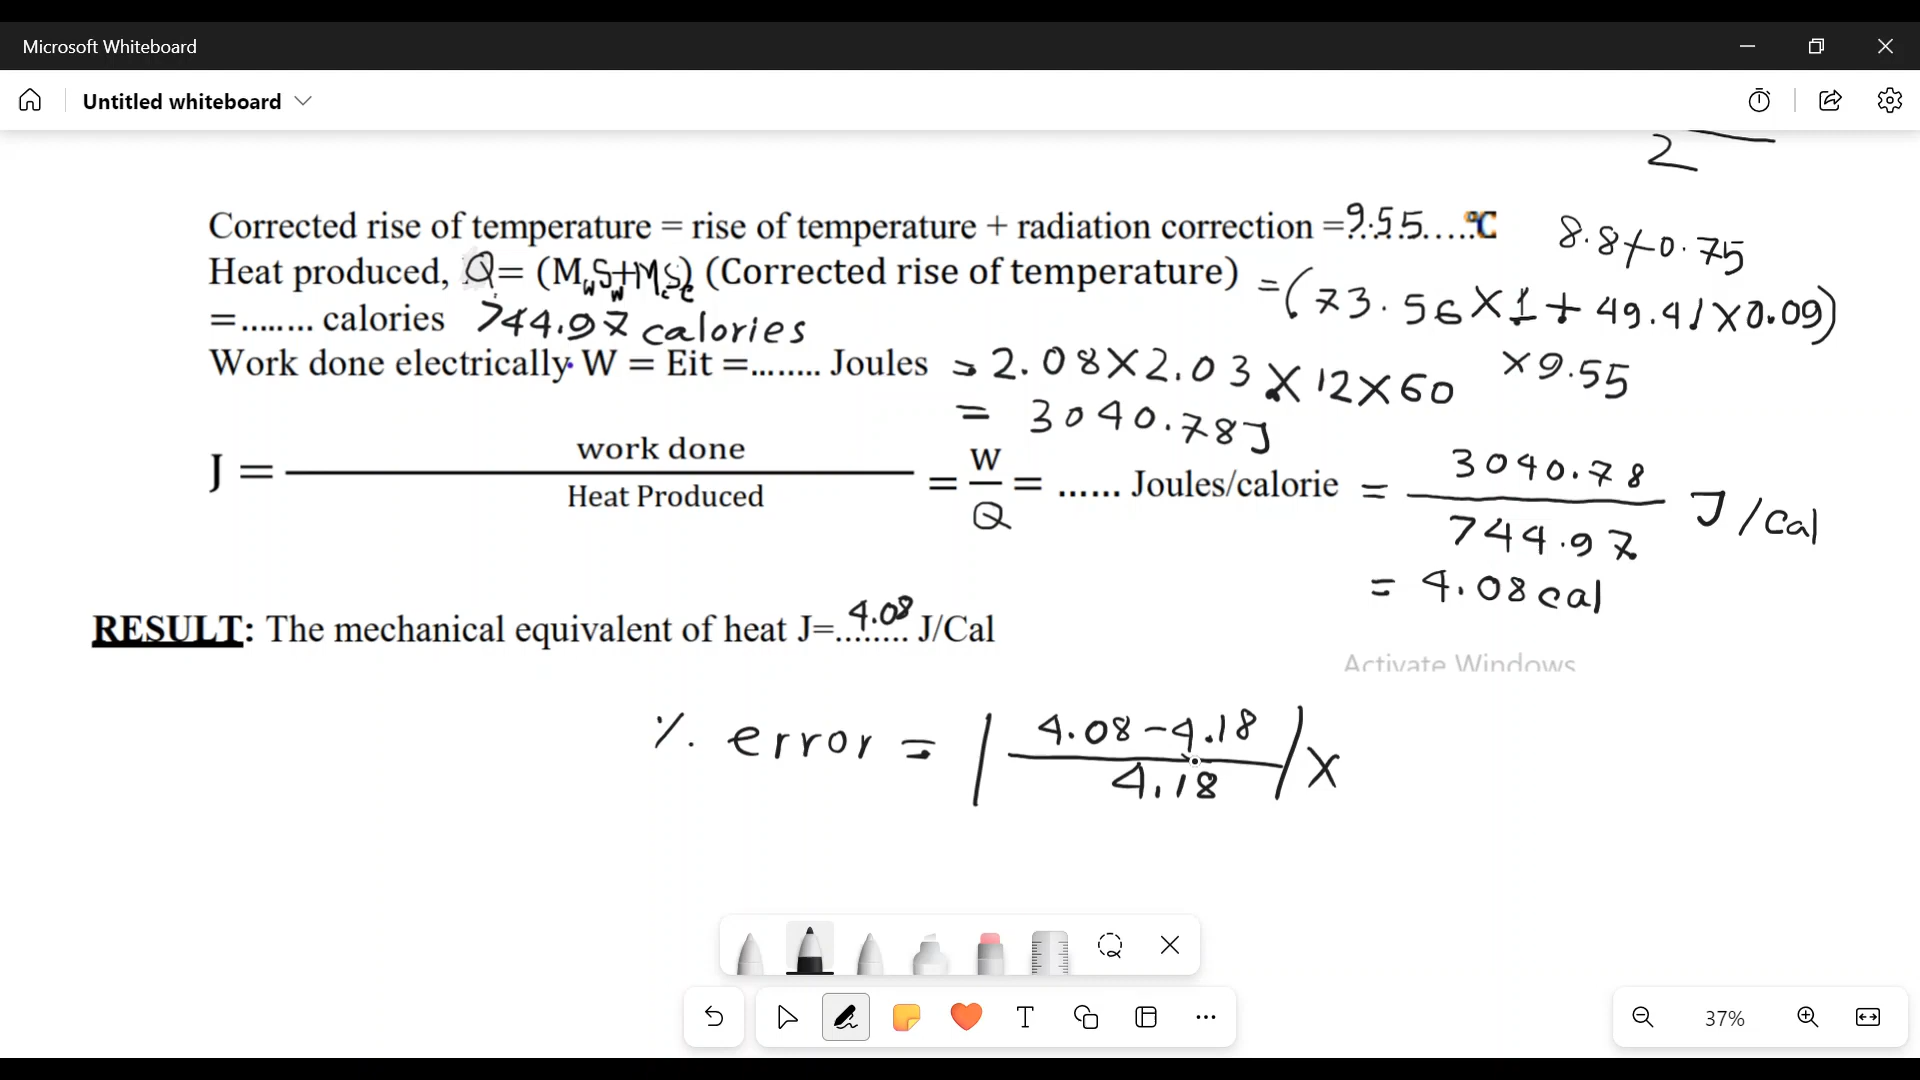 Microsoft Whiteboard
Untitled whiteboard
2
Corrected rise of temperature = rise of temperature + radiation correction =9.55.....°C
8.8+0.75
Heat produced, Q= (MwSw+McSc) (Corrected rise of temperature) =(73.56×1+49.41×0.09)
×9.55
=........ calories 744.97 calories
Work done electrically W = Eit =........ Joules = 2.08×2.03×12×60
= 3040.78J
J = work done / Heat Produced = W/Q = ...... Joules/calorie = 3040.78 / 744.97 J/Cal
= 4.08cal
RESULT: The mechanical equivalent of heat J=..4.08.. J/Cal
Activate Windows
% error = |4.08-4.18 / 4.18|×
T
37%